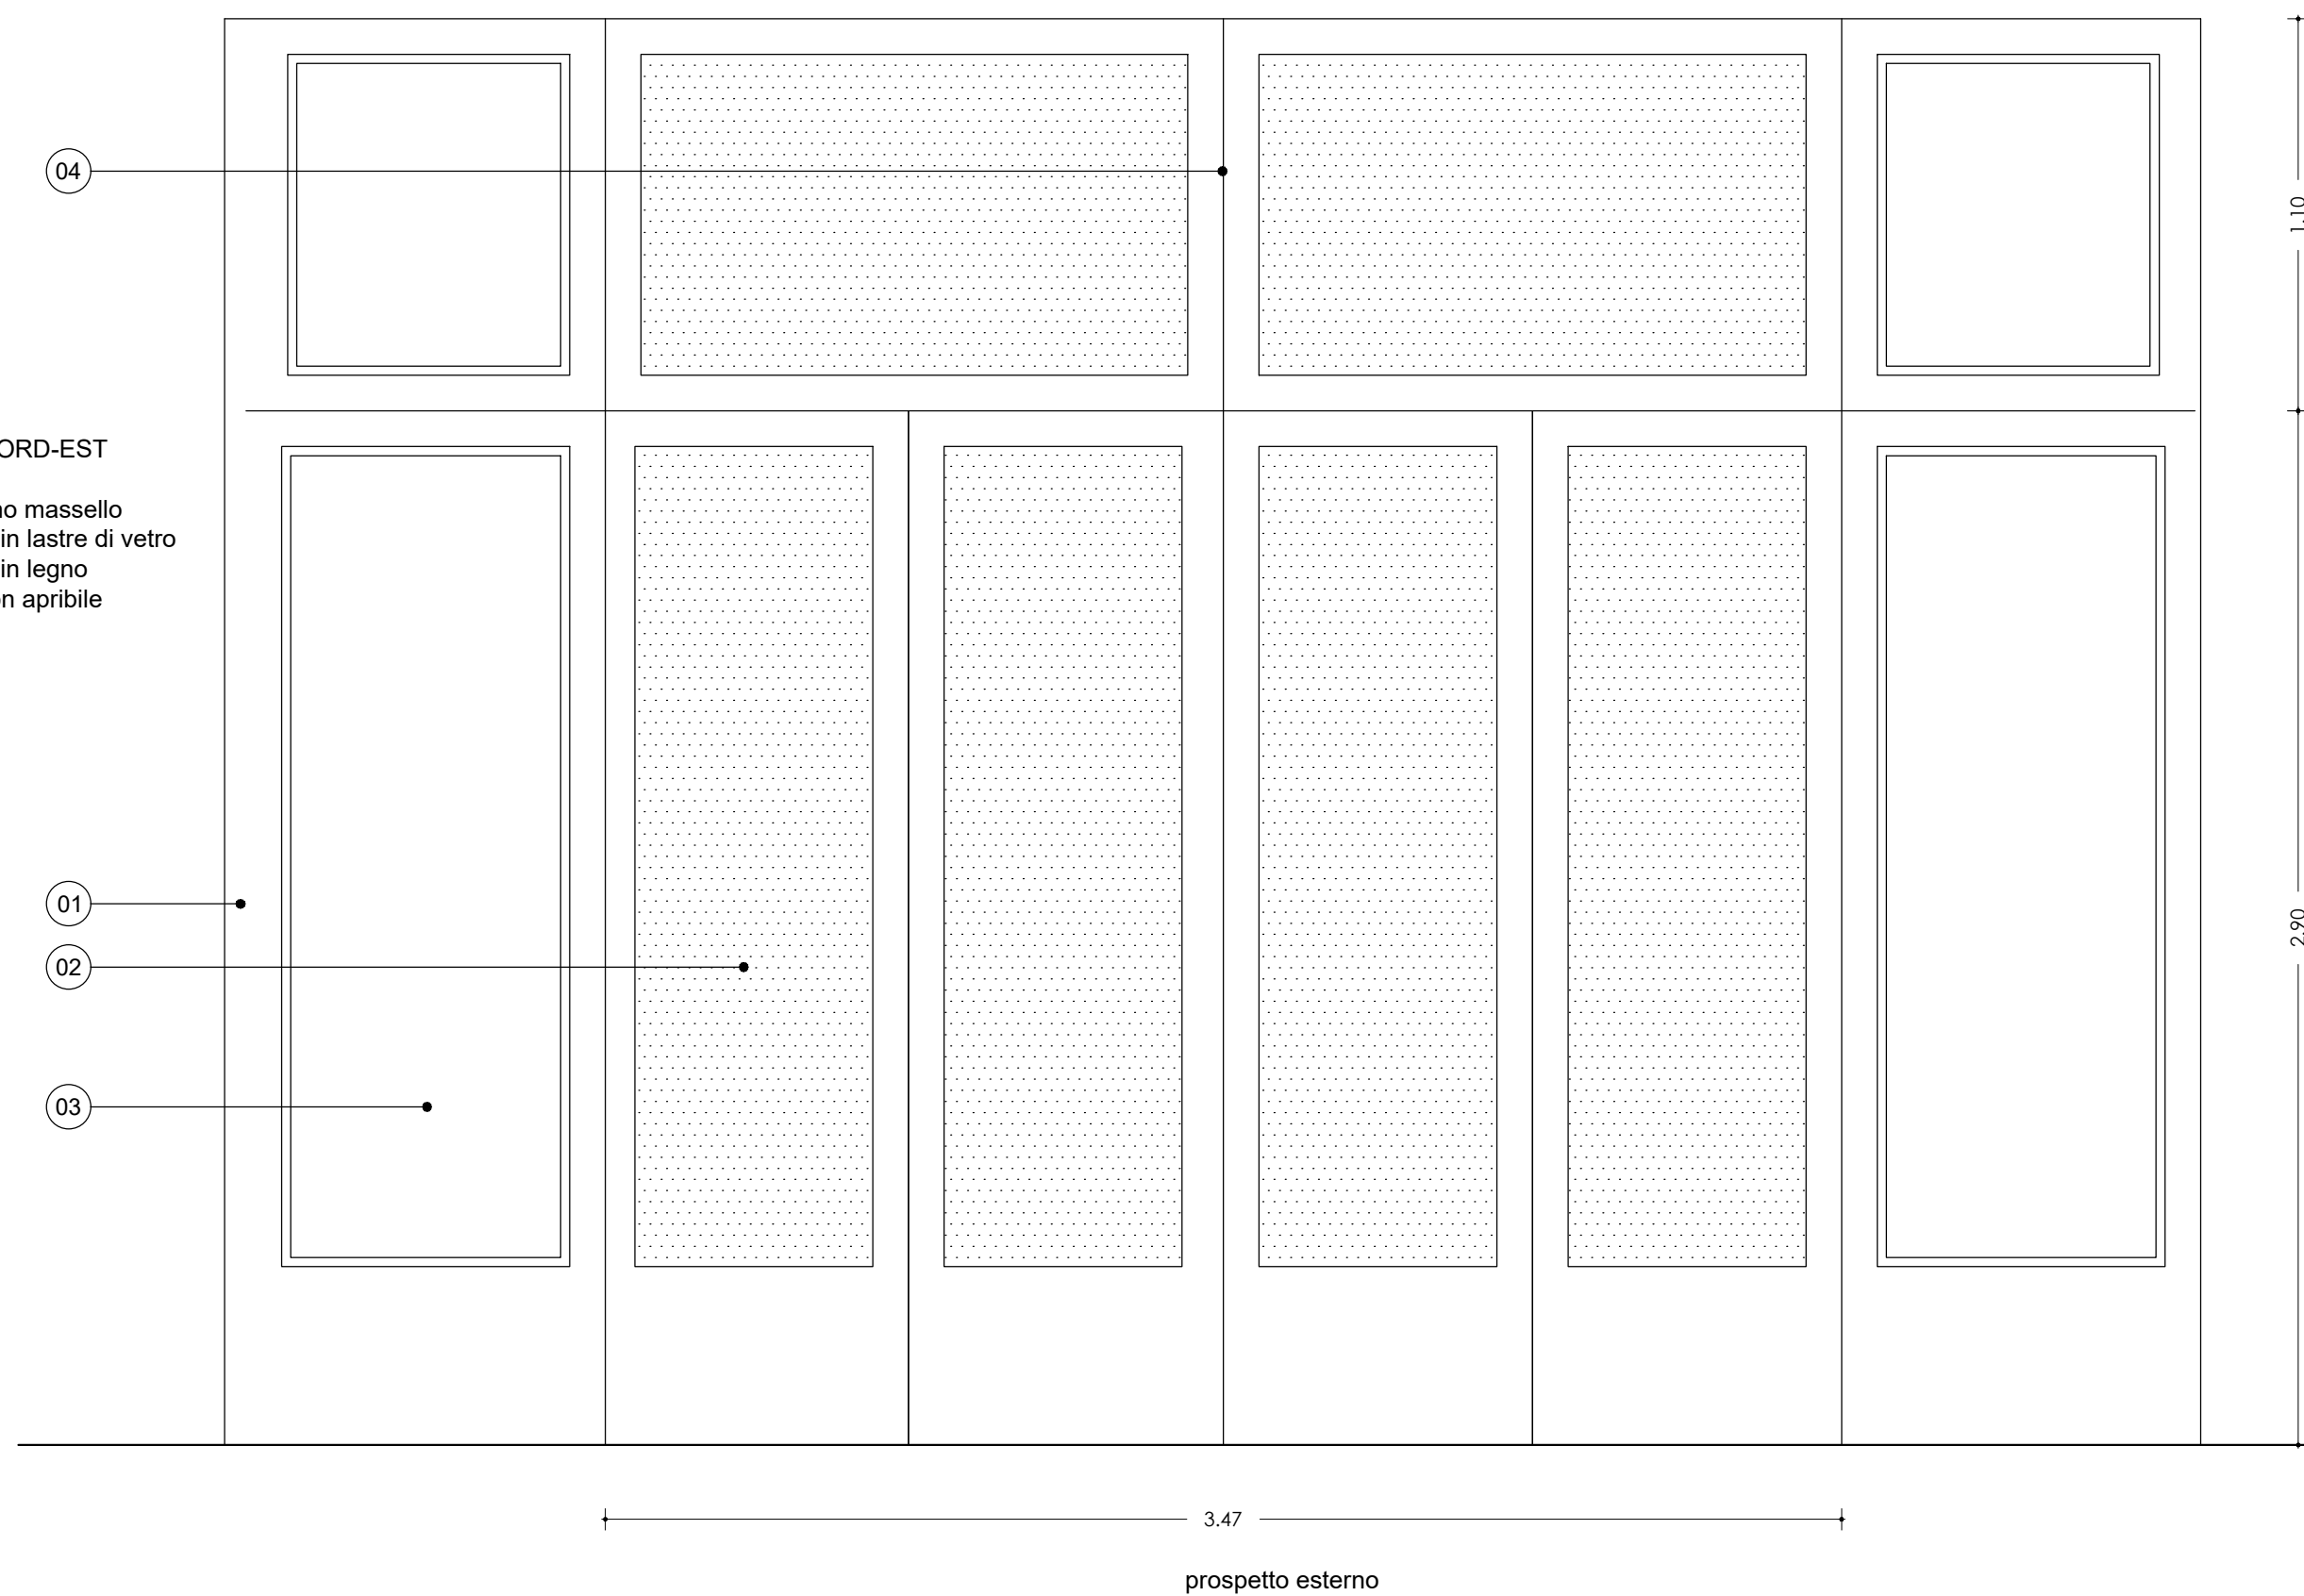 04
1.10
ORD-EST
no massello
in lastre di vetro
in legno
n apribile
01
02
2.90
03
3.47
prospetto esterno